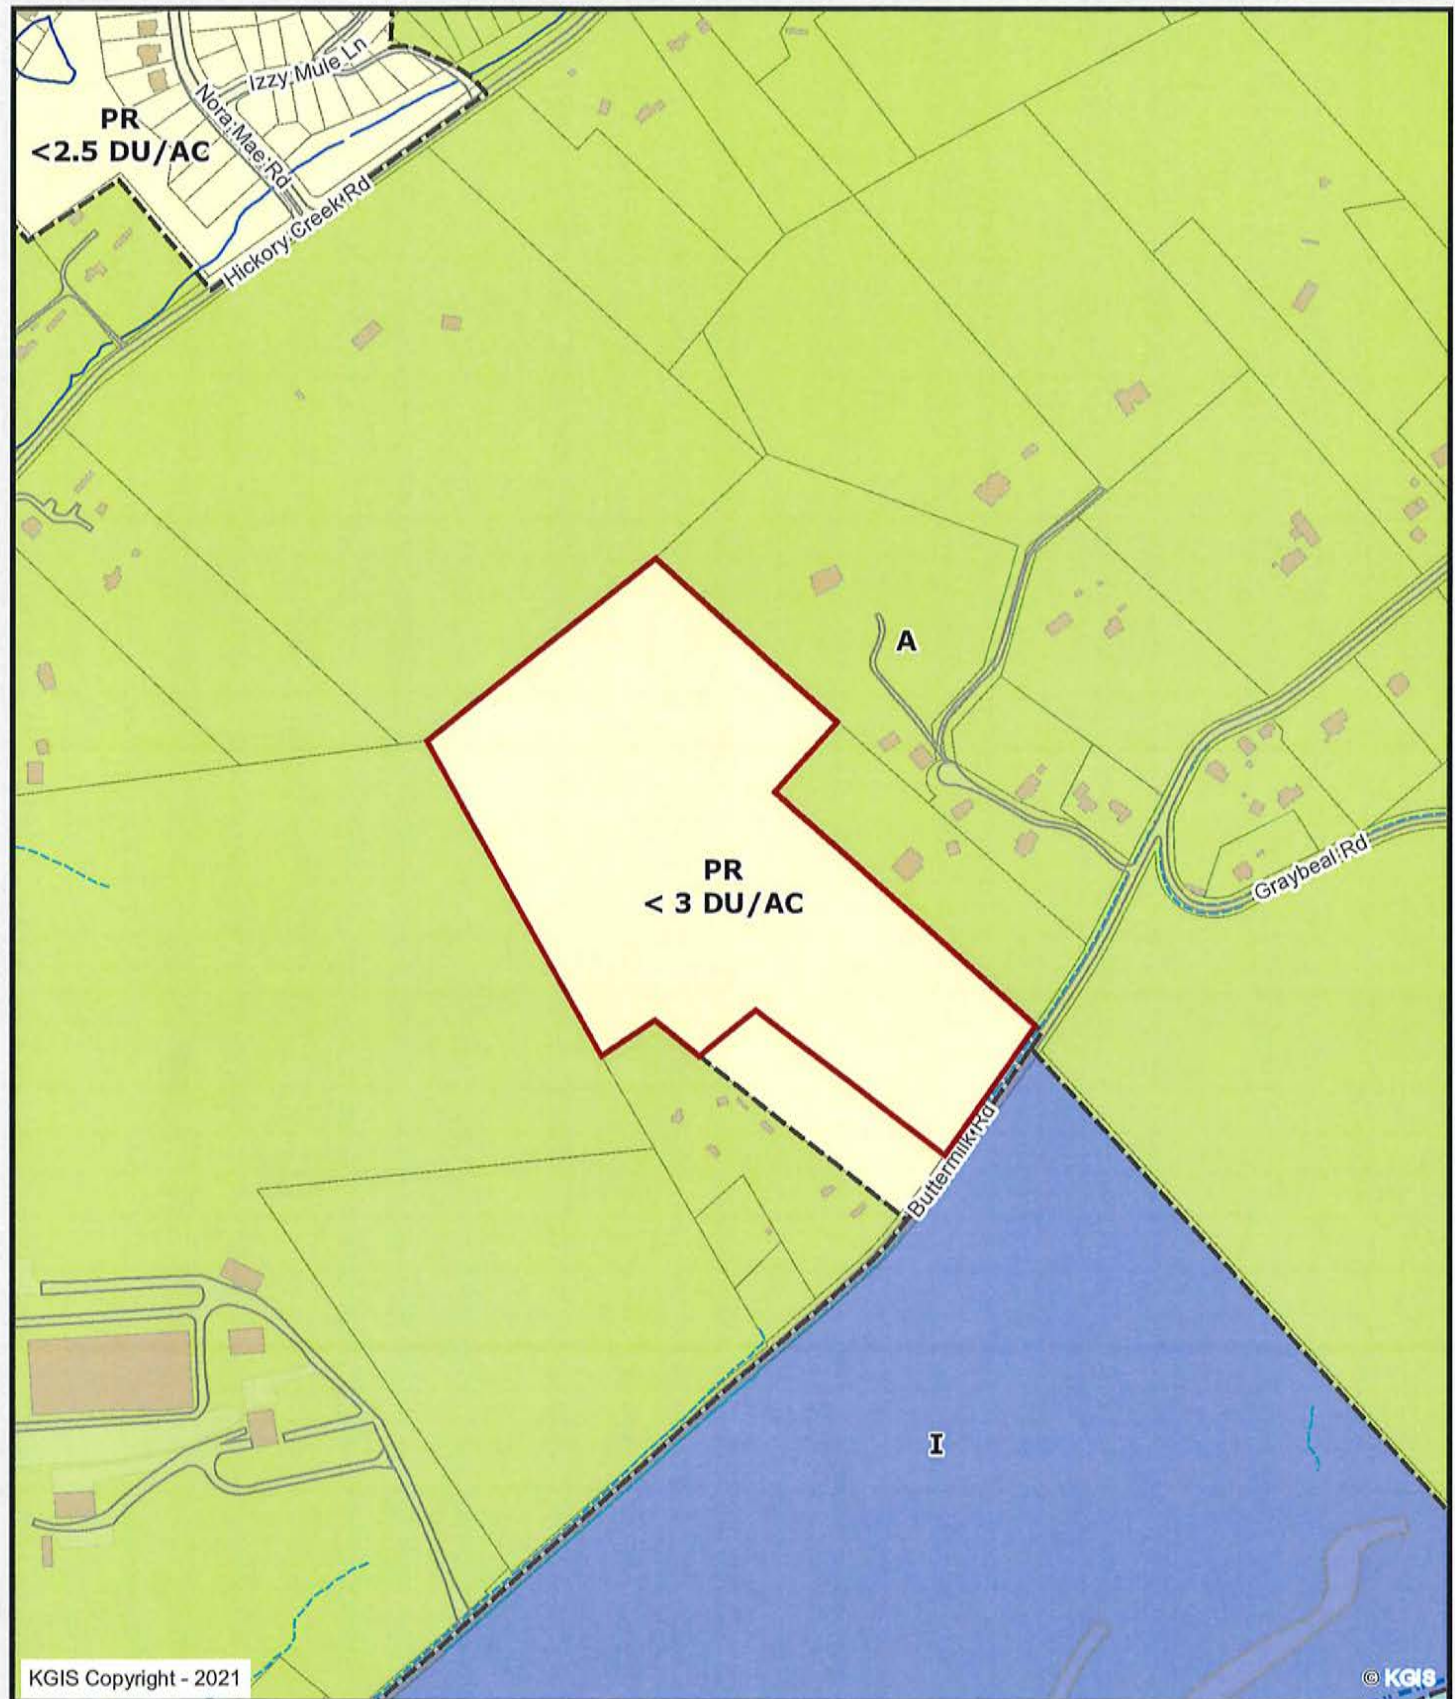 Izzy Mule Ln
Nora Mae Rd
PR
<2.5 DU/AC
Hickory Creek Rd
A
PR
< 3 DU/AC
Graybeal Rd
Buttermilk Rd
I
KGIS Copyright - 2021
© KGIS